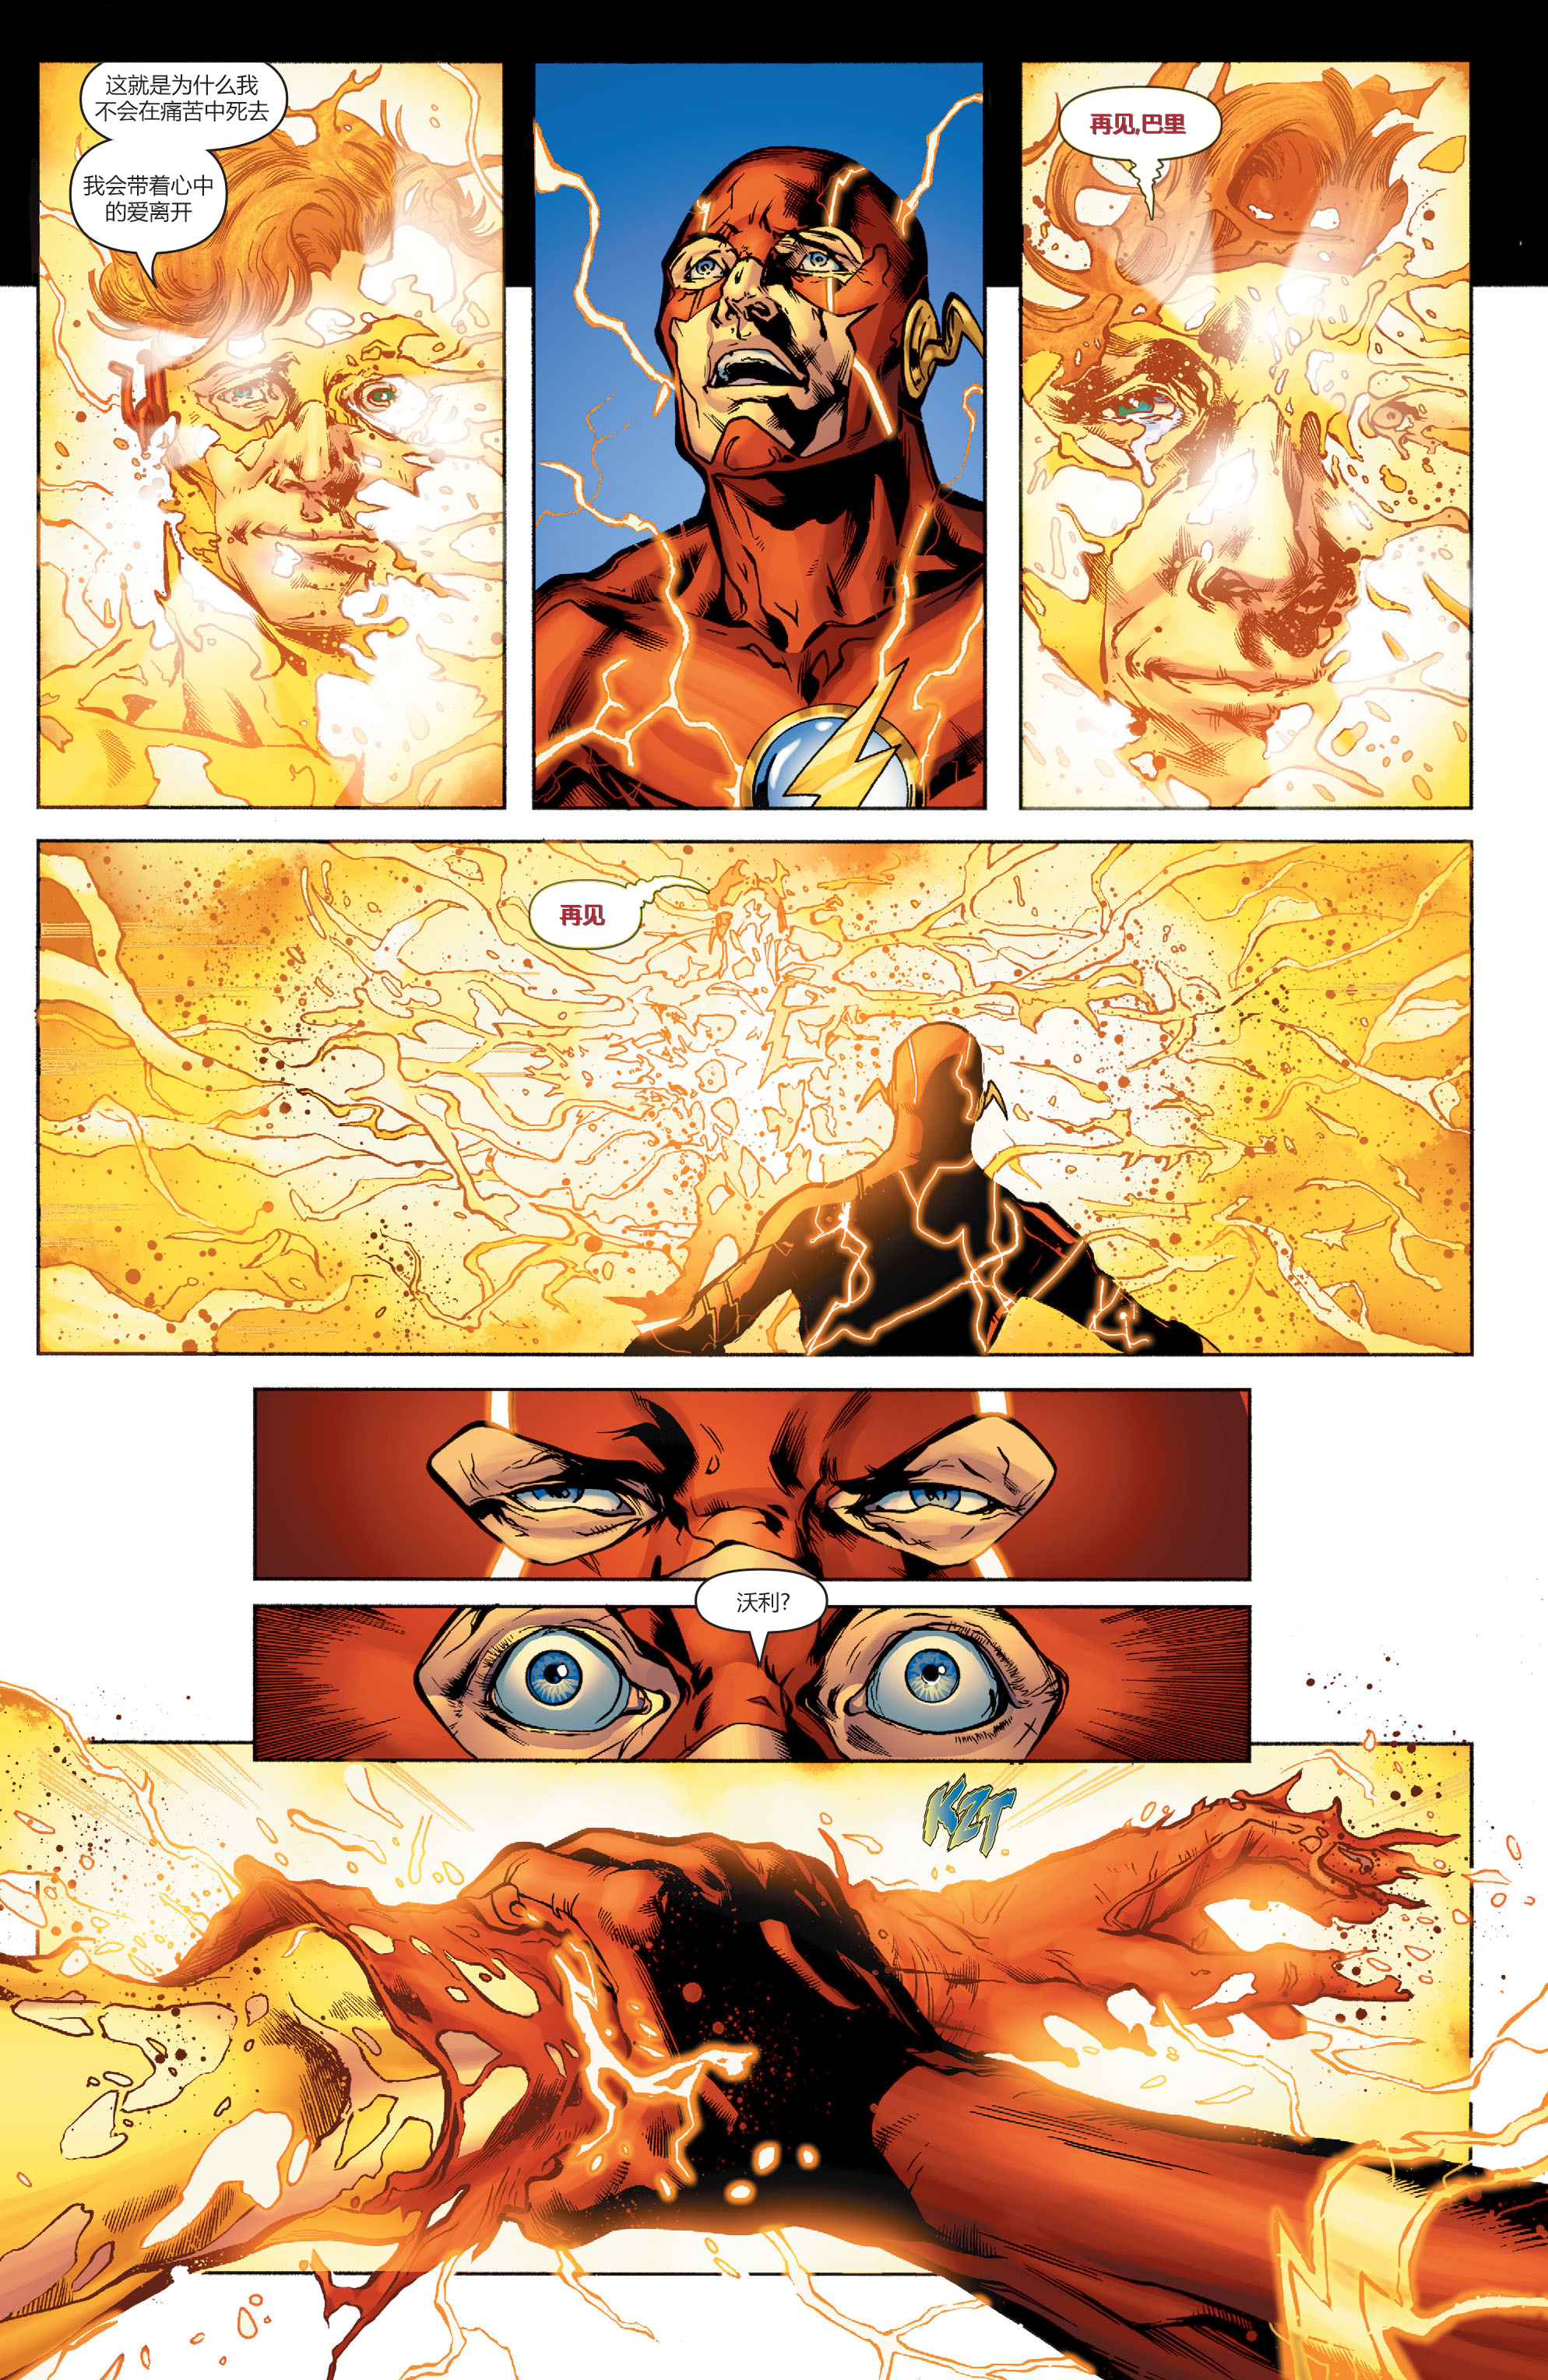 这就是为什么我
不会在痛苦中死去
我会带着心中
的爱离开
再见,巴里
再见
沃利?
KZT